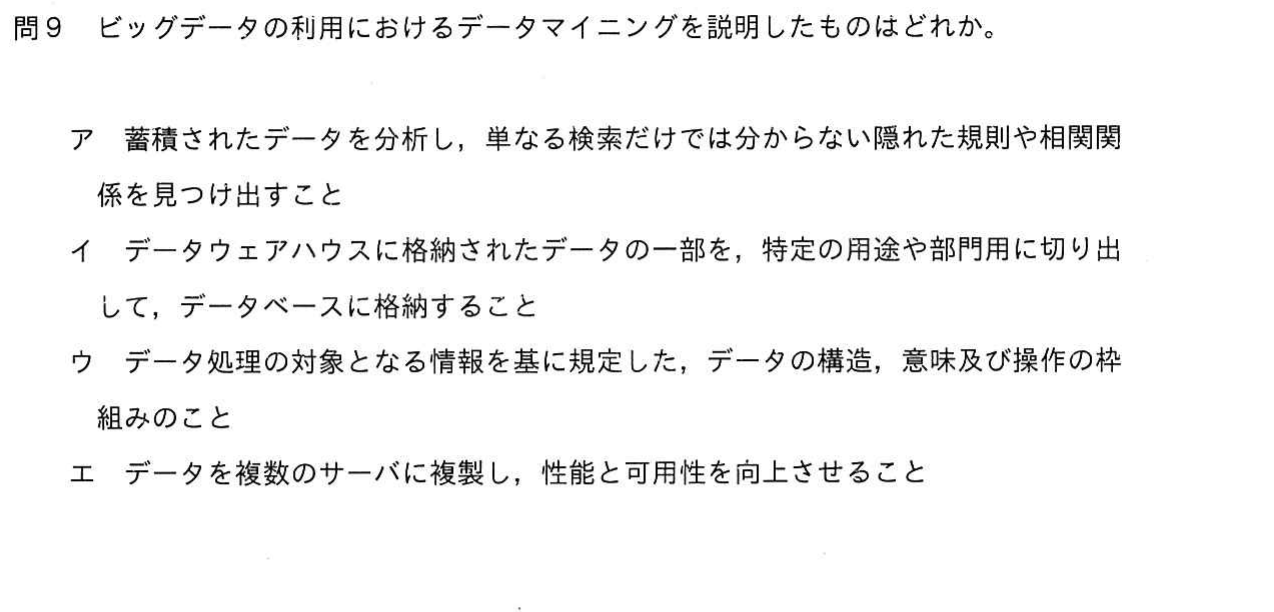 問9 ビッグデータの利用におけるデータマイニングを説明したものはどれか。
ア 蓄積されたデータを分析し，単なる検索だけでは分からない隠れた規則や相関関
係を見つけ出すこと
イ データウェアハウスに格納されたデータの一部を，特定の用途や部門用に切り出
して，データベースに格納すること
ウ データ処理の対象となる情報を基に規定した，データの構造，意味及び操作の枠
組みのこと
エ データを複数のサーバに複製し，性能と可用性を向上させること